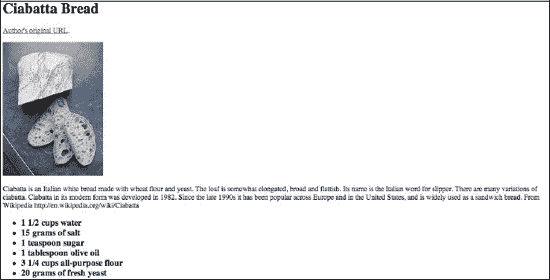 Ciabatta Bread
Author's original URL
Ciabatta is an Italian white bread made with wheat flour and yeast. The loaf is somewhat elongated, broad and flattish. Its name is the Italian word for slipper. There are many variations of
ciabatta. Ciabatta in its modern form was developed in 1982. Since the late 1990s it has been popular across Europe and in the United States, and is widely used as a sandwich bread. From
Wikipedia http://en.wikipedia.org/wiki/Ciabatta
• 1 1/2 cups water
• 15 grams of salt
• 1 teaspoon sugar
• 1 tablespoon olive oil
• 3 1/4 cups all-purpose flour
• 20 grams of fresh yeast